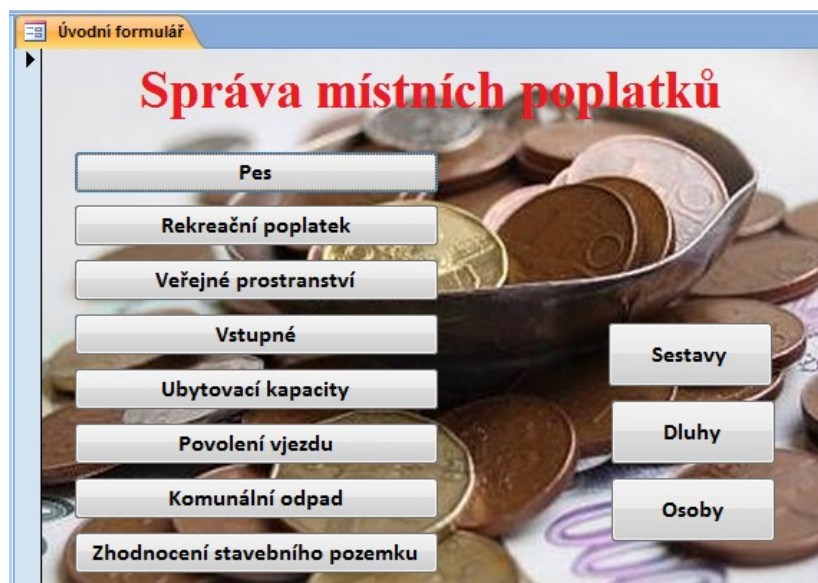 Úvodní formulář
Správa místních poplatků
Pes
Rekreační poplatek
Veřejné prostranství
Vstupné
Ubytovací kapacity
Povolení vjezdu
Komunální odpad
Zhodnocení stavebního pozemku
Sestavy
Dluhy
Osoby